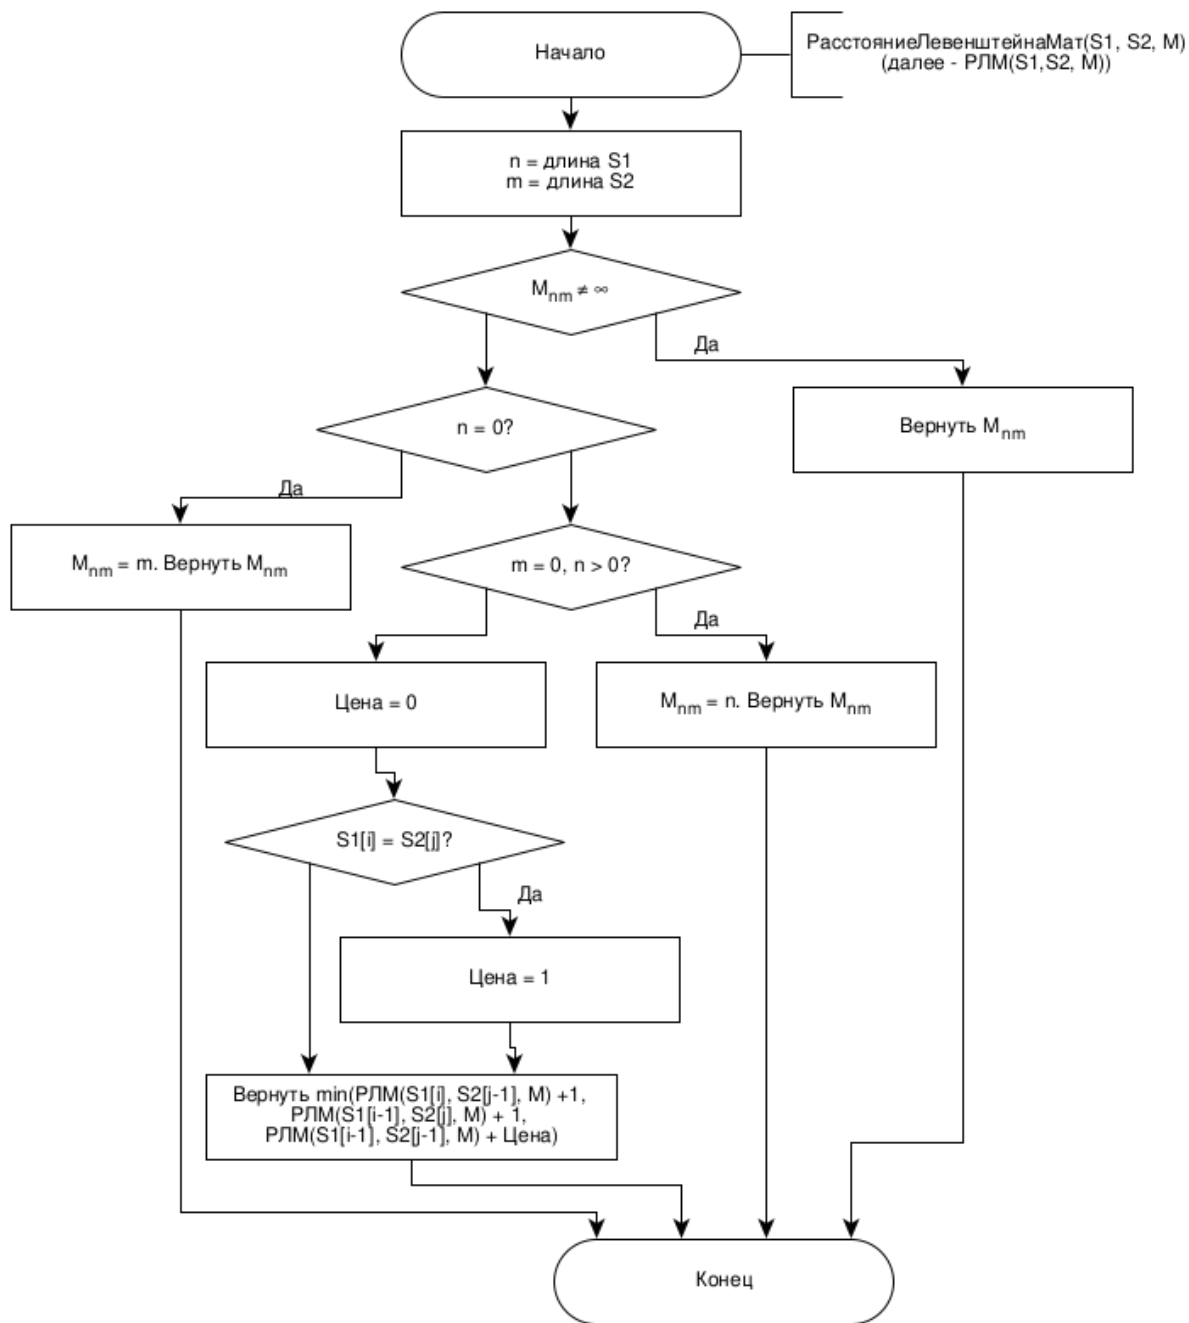 Начало
РасстояниеЛевенштейнаМат(S1, S2, M)
(далее - РЛМ(S1,S2, M))
n = длина S1
m = длина S2
Mnm ≠ ∞
Да
n = 0?
Вернуть Mnm
Да
Mnm = m. Вернуть Mnm
m = 0, n > 0?
Да
Цена = 0
Mnm = n. Вернуть Mnm
S1[i] = S2[j]?
Да
Цена = 1
Вернуть min(РЛМ(S1[i], S2[j-1], M) +1,
РЛМ(S1[i-1], S2[j], M) + 1,
РЛМ(S1[i-1], S2[j-1], M) + Цена)
Конец